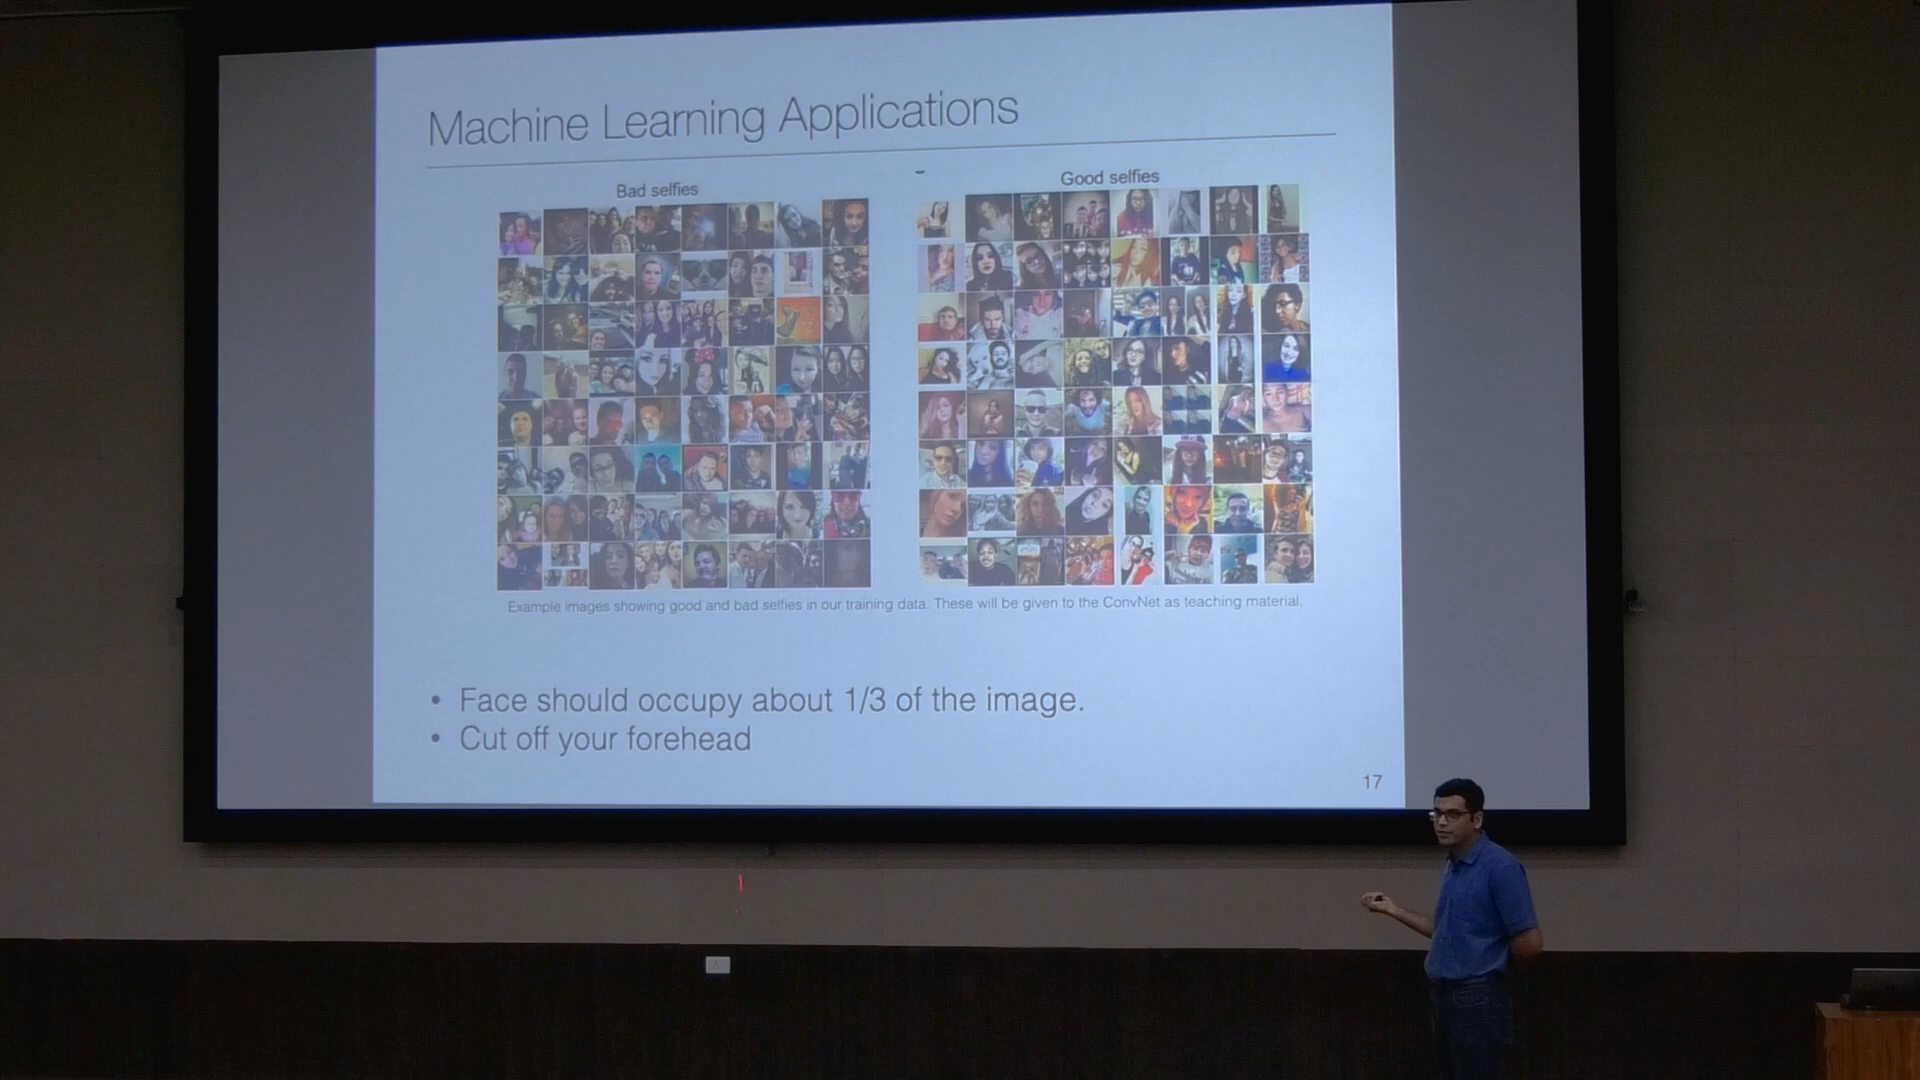 Machine Learning Applications
Bad selfies
Good selfies
Example images showing good and bad selfies in our training data. These will be given to the ConvNet as teaching material.
• Face should occupy about 1/3 of the image.
• Cut off your forehead
17